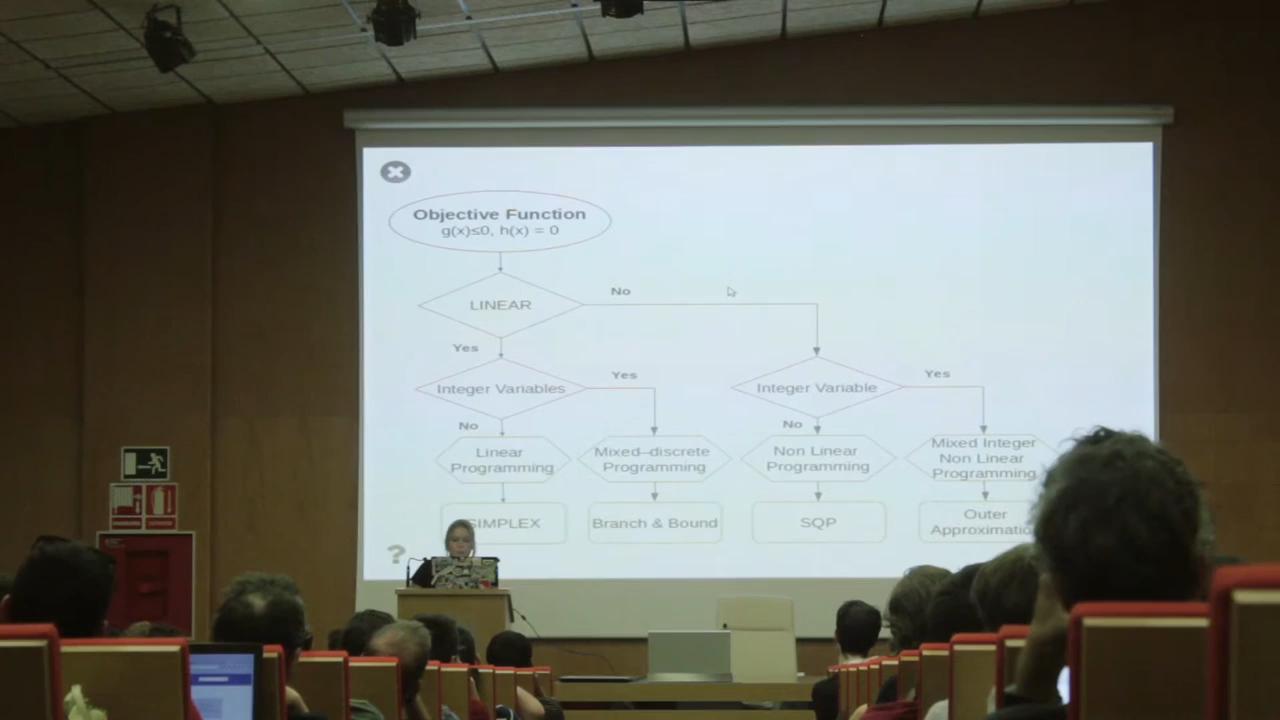 Objective Function
g(x)≤0, h(x) = 0
LINEAR
No
Yes
Integer Variables
Yes
Integer Variable
Yes
No
No
Linear
Programming
Mixed–discrete
Programming
Non Linear
Programming
Mixed Integer
Non Linear
Programming
SIMPLEX
Branch & Bound
SQP
Outer
Approximatio
?